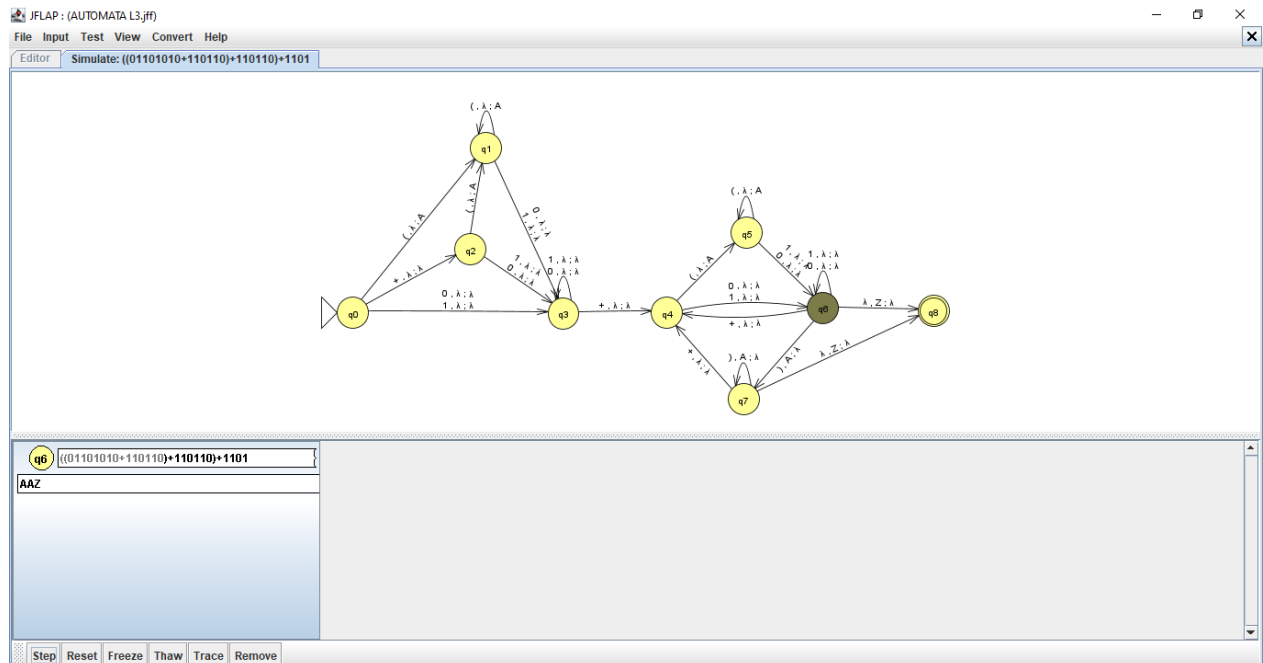 JFLAP : (AUTOMATA L3.jff)
File Input Test View Convert Help
Editor Simulate: ((01101010+110110)+110110)+1101
( , λ ; A
q1
( , λ ; A
( , λ ; A
0 , λ ; λ
1 , λ ; λ
( , λ ; A
q5
q2
+ , λ ; λ
1 , λ ; λ
0 , λ ; λ
1 , λ ; λ
0 , λ ; λ
( , λ ; A
1 , λ ; λ
0 , λ ; λ
1 , λ ; λ
0 , λ ; λ
q0
0 , λ ; λ
1 , λ ; λ
q3
+ , λ ; λ
q4
0 , λ ; λ
1 , λ ; λ
+ , λ ; λ
q6
λ , Z ; λ
q8
+ , λ ; λ
) , A ; λ
) , A ; λ
λ , Z ; λ
q7
q6 ((01101010+110110)+110110)+1101
AAZ
Step Reset Freeze Thaw Trace Remove